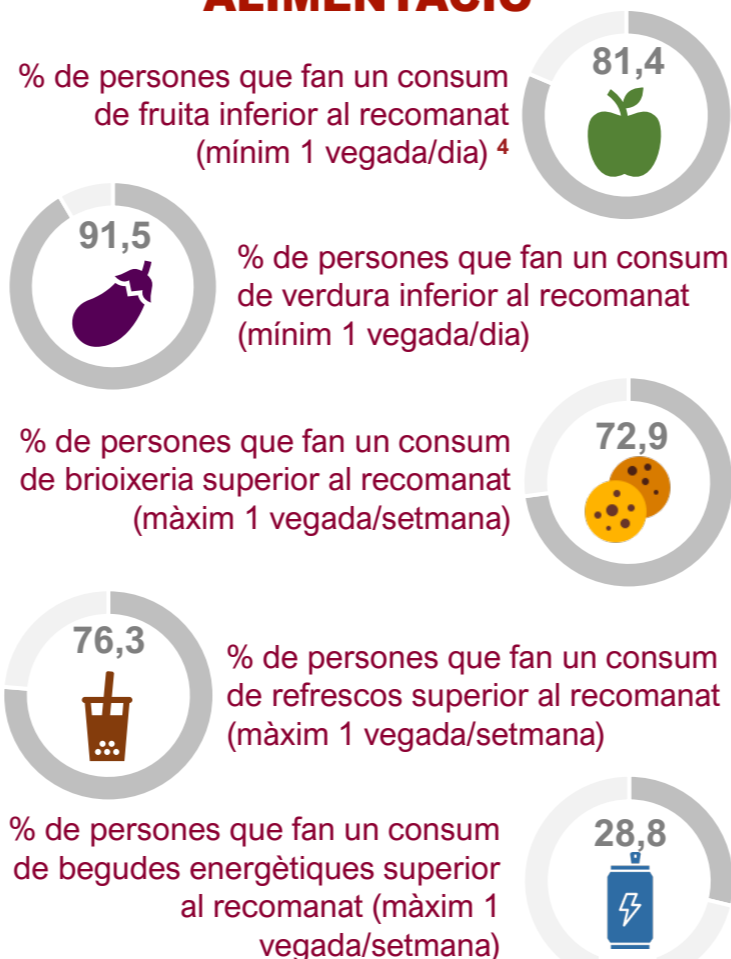 ALIMENTACIÓ
81,4
% de persones que fan un consum
de fruita inferior al recomanat
(mínim 1 vegada/dia) 4
91,5
% de persones que fan un consum
de verdura inferior al recomanat
(mínim 1 vegada/dia)
72,9
% de persones que fan un consum
de brioixeria superior al recomanat
(màxim 1 vegada/setmana)
76,3
% de persones que fan un consum
de refrescos superior al recomanat
(màxim 1 vegada/setmana)
28,8
% de persones que fan un consum
de begudes energètiques superior
al recomanat (màxim 1
vegada/setmana)